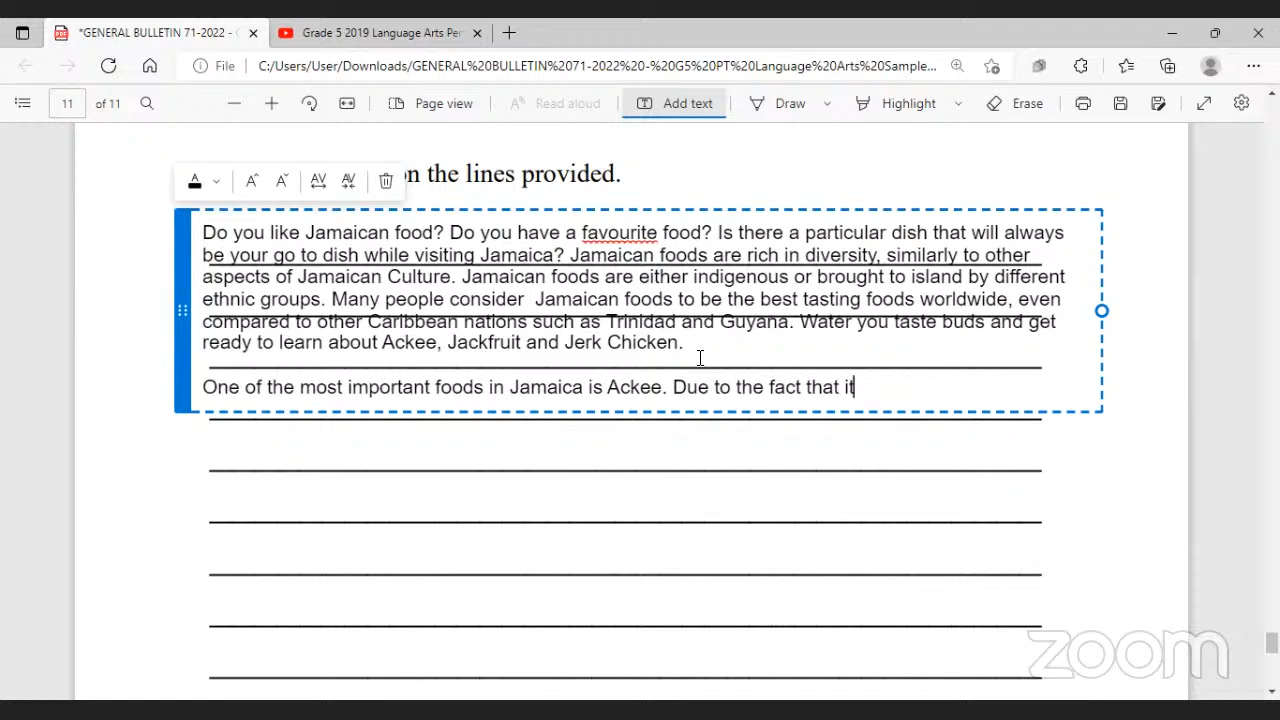 *GENERAL BULLETIN 71-2022 -
Grade 5 2019 Language Arts Per
File C:/Users/User/Downloads/GENERAL%20BULLETIN%2071-2022%20-%20G5%20PT%20Language%20Arts%20Sample...
11 of 11 Page view Read aloud Add text Draw Highlight Erase
on the lines provided.
Do you like Jamaican food? Do you have a favourite food? Is there a particular dish that will always
be your go to dish while visiting Jamaica? Jamaican foods are rich in diversity, similarly to other
aspects of Jamaican Culture. Jamaican foods are either indigenous or brought to island by different
ethnic groups. Many people consider  Jamaican foods to be the best tasting foods worldwide, even
compared to other Caribbean nations such as Trinidad and Guyana. Water you taste buds and get
ready to learn about Ackee, Jackfruit and Jerk Chicken.
One of the most important foods in Jamaica is Ackee. Due to the fact that it
zoom